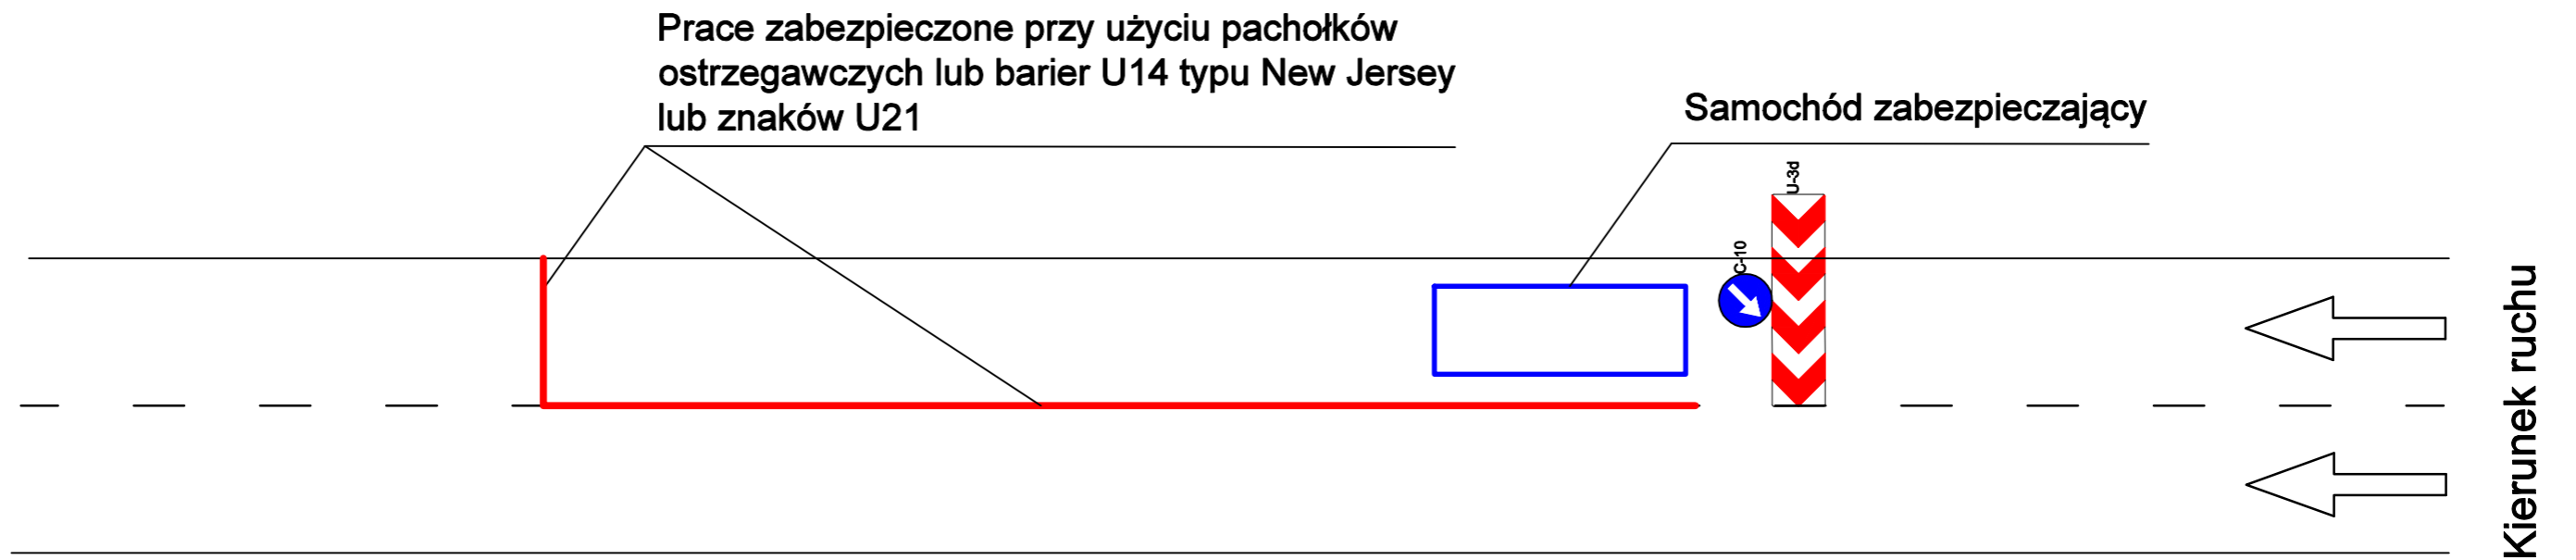 Prace zabezpieczone przy użyciu pachołków
ostrzegawczych lub barier U14 typu New Jersey
lub znaków U21
Samochód zabezpieczający
U-3d
C-10
Kierunek ruchu